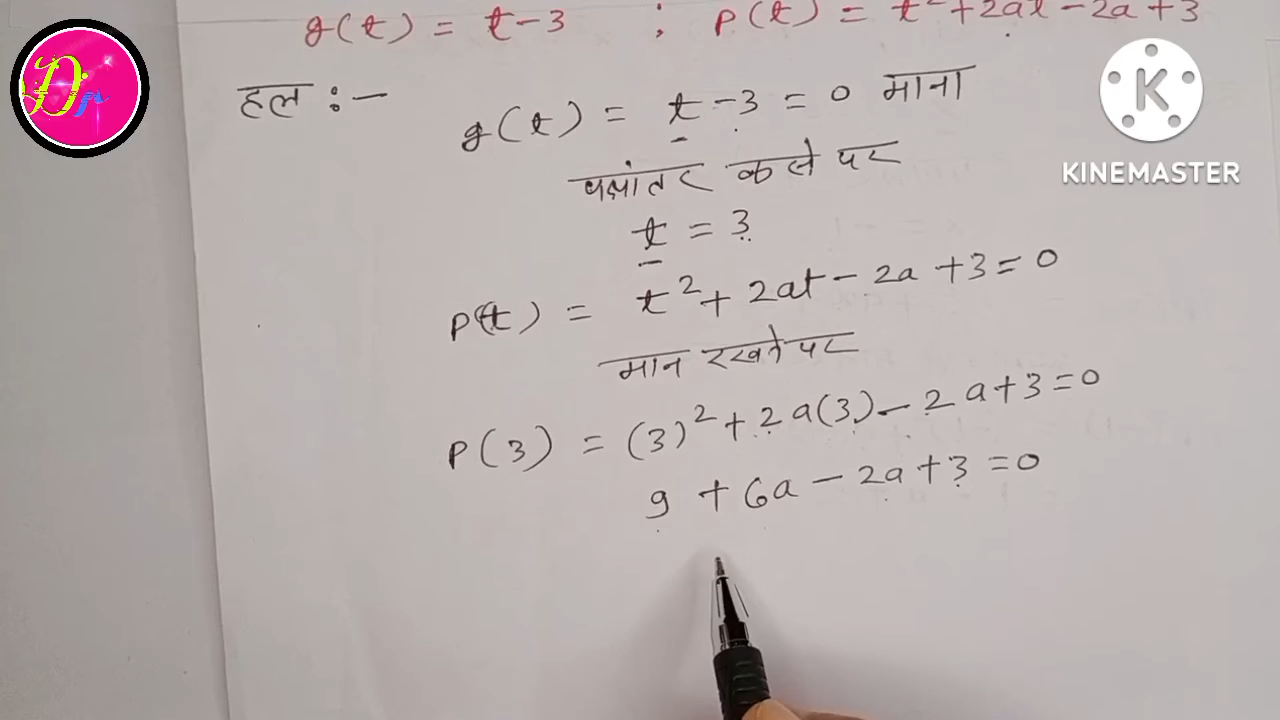 g(t) = t-3 ; p(t) = t²+2at-2a+3
हल :-
g(t) = t-3 = 0 माना
KINEMASTER
पक्षांतर कले पर
t = 3
P(t) = t²+2at-2a+3=0
मान रखने पर
P(3) = (3)²+2a(3)-2a+3=0
9+6a-2a+3=0